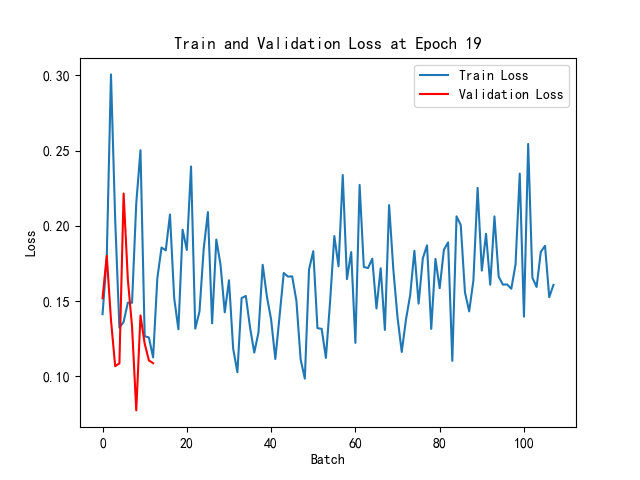 Train and Validation Loss at Epoch 19
Train Loss
Validation Loss
Loss
0.30
0.25
0.20
0.15
0.10
0 20 40 60 80 100
Batch